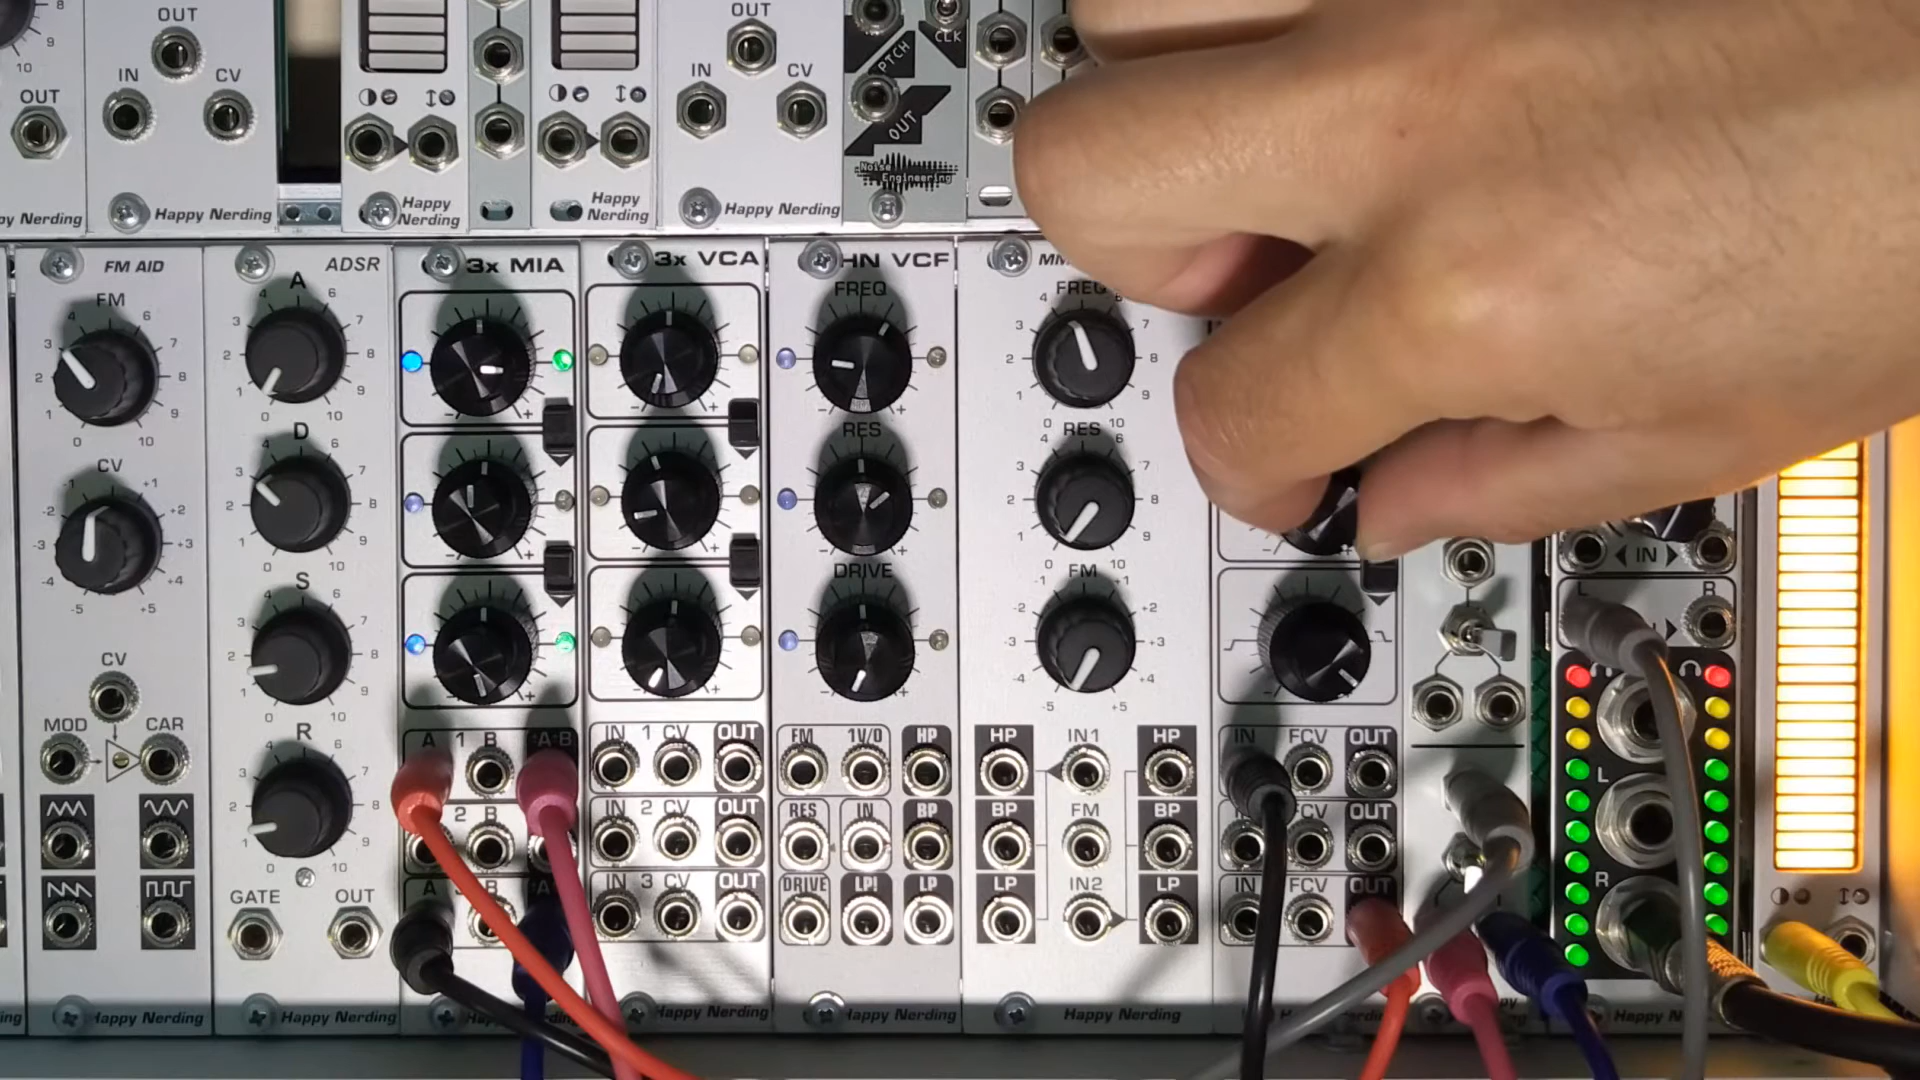 OUT
OUT
CLK
PTCH
8
9
10
OUT
IN
CV
IN
CV
OUT
Noise
Engineering
py Nerding
Happy Nerding
Happy
Nerding
Happy
Nerding
Happy Nerding
FM AID
ADSR
3x MIA
3x VCA
HN VCF
FM
A
FREQ
FREQ
RES
RES
D
CV
S
DRIVE
FM
R
CV
MOD
CAR
GATE
OUT
A 1 B A+B
2 B
A B
IN 1 CV OUT
IN 2 CV OUT
IN 3 CV OUT
FM 1V/O HP
RES IN BP
DRIVE LP! LP
HP IN1 HP
BP FM BP
LP IN2 LP
IN FCV OUT
OUT
IN FCV OUT
IN
L R
L
R
Happy Nerding
Happy Nerding
Happy Nerding
Happy Nerding
Happy Nerding